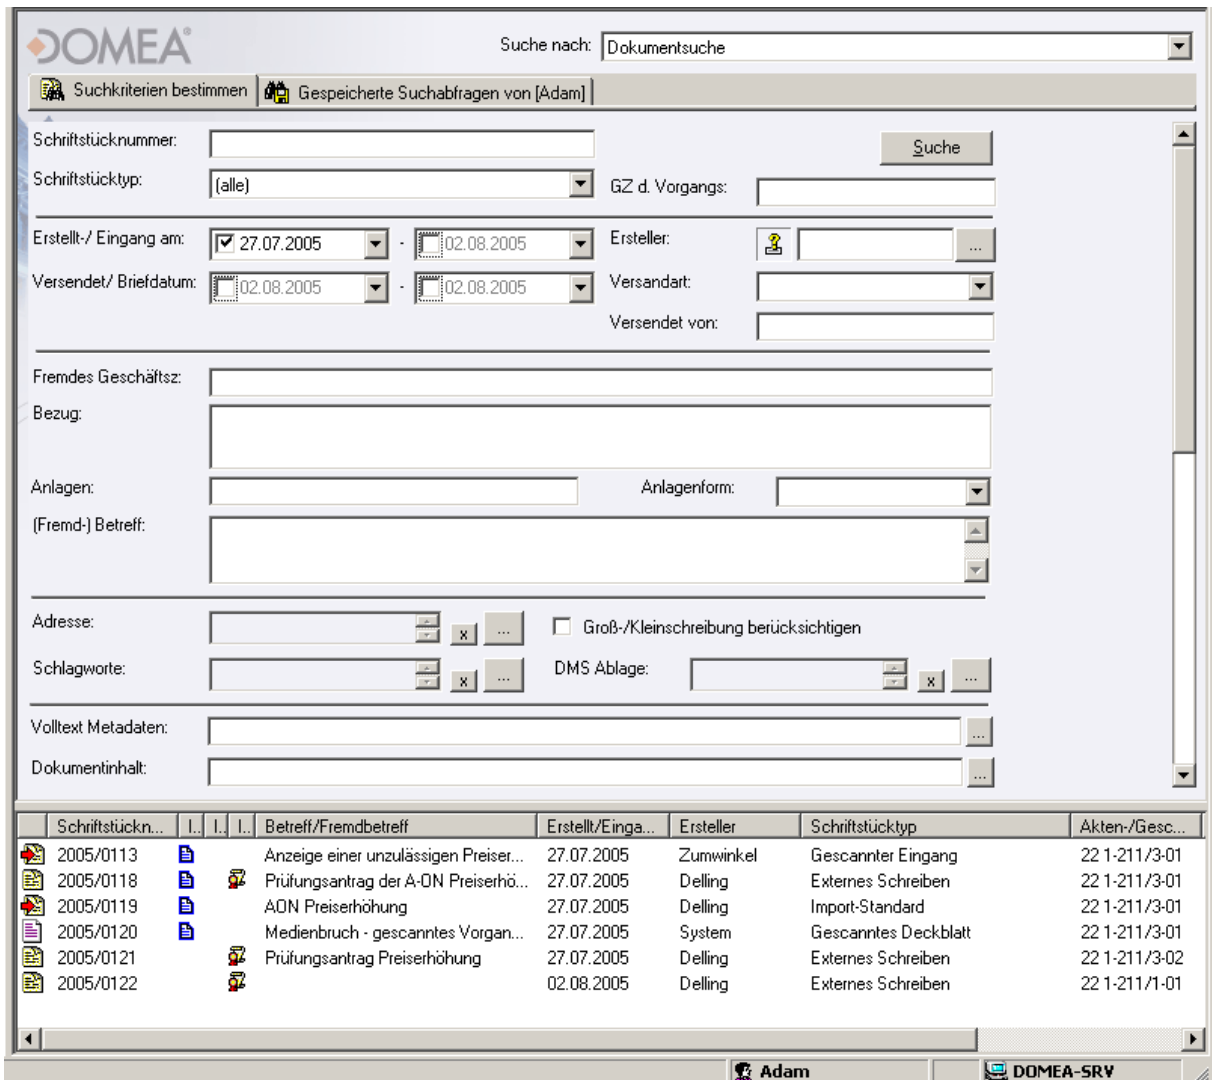 DOMEA®
Suche nach: Dokumentsuche
Suchkriterien bestimmen Gespeicherte Suchabfragen von [Adam]
Schriftstücknummer: Suche
Schriftstücktyp: (alle) GZ d. Vorgangs:
Erstellt-/ Eingang am: 27.07.2005 - 02.08.2005 Ersteller: ...
Versendet/ Briefdatum: 02.08.2005 - 02.08.2005 Versandart:
Versendet von:
Fremdes Geschäftsz:
Bezug:
Anlagen: Anlagenform:
(Fremd-) Betreff:
Adresse: x ... Groß-/Kleinschreibung berücksichtigen
Schlagworte: x ... DMS Ablage: x ...
Volltext Metadaten: ...
Dokumentinhalt: ...
Schriftstückn... I.. I.. I.. Betreff/Fremdbetreff Erstellt/Einga... Ersteller Schriftstücktyp Akten-/Gesc...
2005/0113 Anzeige einer unzulässigen Preiser... 27.07.2005 Zumwinkel Gescannter Eingang 22 1-211/3-01
2005/0118 Prüfungsantrag der A-ON Preiserhö... 27.07.2005 Delling Externes Schreiben 22 1-211/3-01
2005/0119 AON Preiserhöhung 27.07.2005 Delling Import-Standard 22 1-211/3-01
2005/0120 Medienbruch - gescanntes Vorgan... 27.07.2005 System Gescanntes Deckblatt 22 1-211/3-01
2005/0121 Prüfungsantrag Preiserhöhung 27.07.2005 Delling Externes Schreiben 22 1-211/3-02
2005/0122 02.08.2005 Delling Externes Schreiben 22 1-211/1-01
Adam DOMEA-SRV